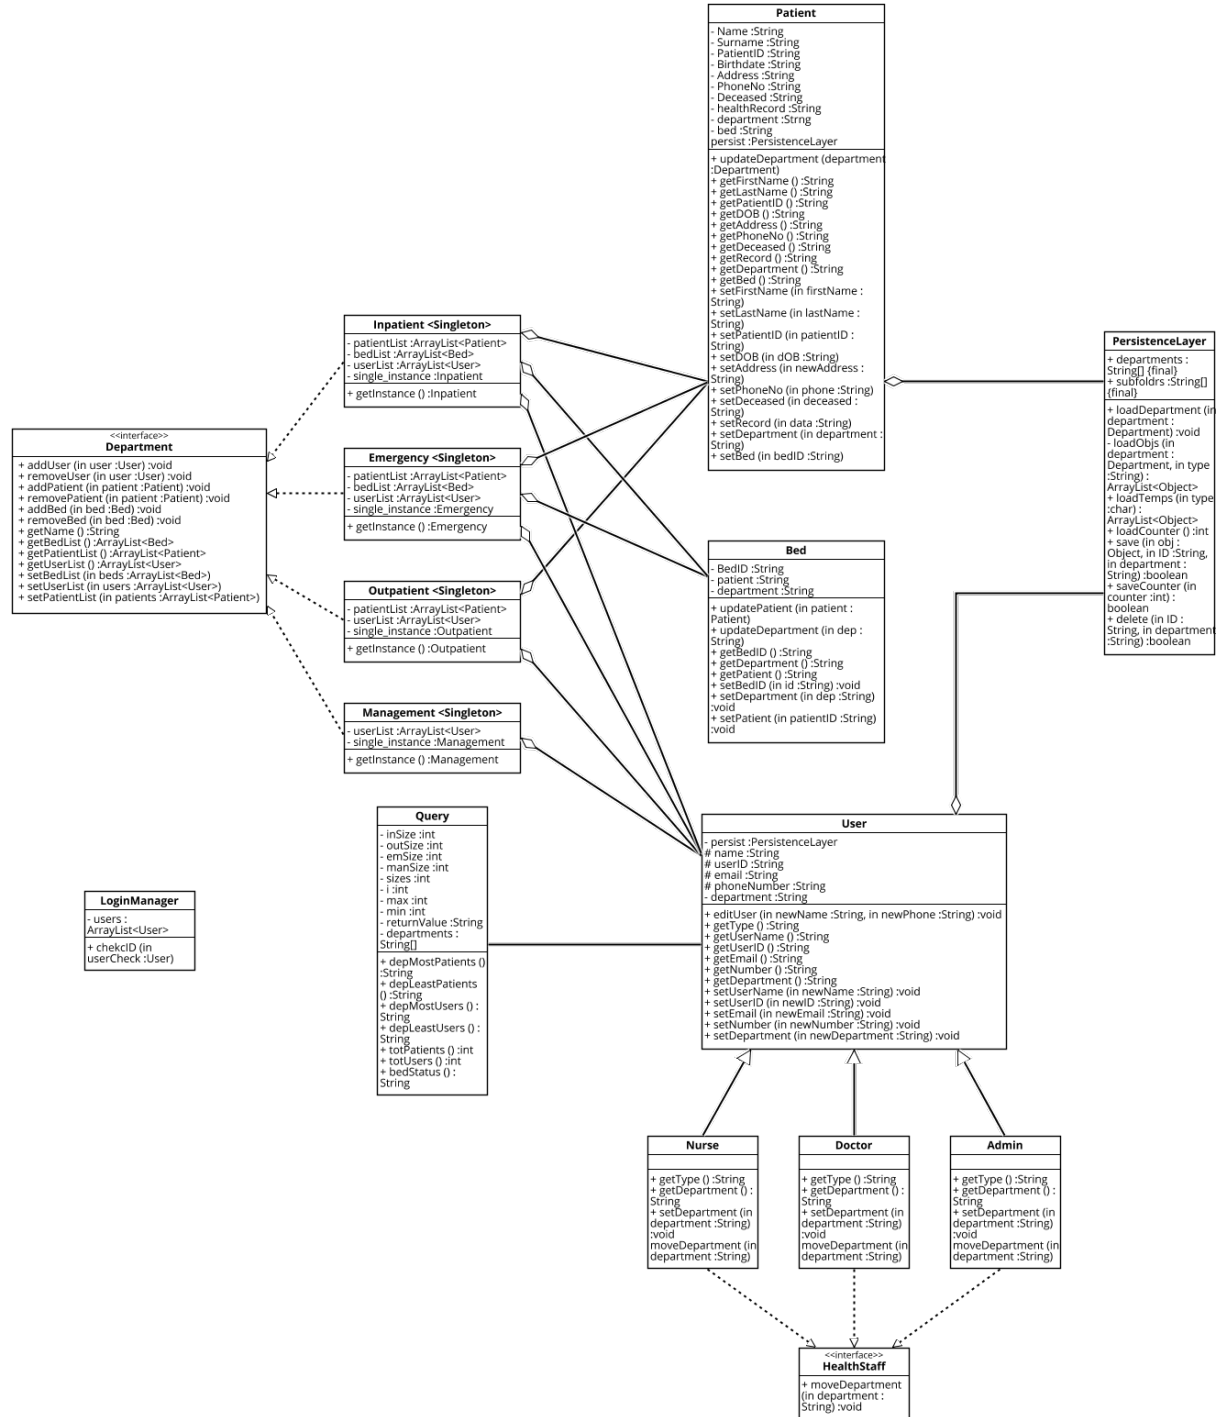 Patient
- Name :String
- Surname :String
- PatientID :String
- Birthdate :String
- Address :String
- PhoneNo :String
- Deceased :String
- healthRecord :String
- department :Strng
- bed :String
persist :PersistenceLayer
+ updateDepartment (department
:Department)
+ getFirstName () :String
+ getLastName () :String
+ getPatientID () :String
+ getDOB () :String
+ getAddress () :String
+ getPhoneNo () :String
+ getDeceased () :String
+ getRecord () :String
+ getDepartment () :String
+ getBed () :String
+ setFirstName (in firstName :
String)
+ setLastName (in lastName :
String)
+ setPatientID (in patientID :
String)
+ setDOB (in dOB :String)
+ setAddress (in newAddress :
String)
+ setPhoneNo (in phone :String)
+ setDeceased (in deceased :
String)
+ setRecord (in data :String)
+ setDepartment (in department :
String)
+ setBed (in bedID :String)
Inpatient <Singleton>
- patientList :ArrayList<Patient>
- bedList :ArrayList<Bed>
- userList :ArrayList<User>
- single_instance :Inpatient
+ getInstance () :Inpatient
PersistenceLayer
+ departments :
String[] {final}
+ subfoldrs :String[]
{final}
+ loadDepartment (in
department :
Department) :void
- loadObjs (in
department :
Department, in type
:String) :
ArrayList<Object>
+ loadTemps (in type
:char) :
ArrayList<Object>
+ loadCounter () :int
+ save (in obj :
Object, in ID :String,
in department :
String) :boolean
+ saveCounter (in
counter :int) :
boolean
+ delete (in ID :
String, in department
:String) :boolean
<<interface>>
Department
+ addUser (in user :User) :void
+ removeUser (in user :User) :void
+ addPatient (in patient :Patient) :void
+ removePatient (in patient :Patient) :void
+ addBed (in bed :Bed) :void
+ removeBed (in bed :Bed) :void
+ getName () :String
+ getBedList () :ArrayList<Bed>
+ getPatientList () :ArrayList<Patient>
+ getUserList () :ArrayList<User>
+ setBedList (in beds :ArrayList<Bed>)
+ setUserList (in users :ArrayList<User>)
+ setPatientList (in patients :ArrayList<Patient>)
Emergency <Singleton>
- patientList :ArrayList<Patient>
- bedList :ArrayList<Bed>
- userList :ArrayList<User>
- single_instance :Emergency
+ getInstance () :Emergency
Bed
- BedID :String
- patient :String
- department :String
+ updatePatient (in patient :
Patient)
+ updateDepartment (in dep :
String)
+ getBedID () :String
+ getDepartment () :String
+ getPatient () :String
+ setBedID (in id :String) :void
+ setDepartment (in dep :String)
:void
+ setPatient (in patientID :String)
:void
Outpatient <Singleton>
- patientList :ArrayList<Patient>
- userList :ArrayList<User>
- single_instance :Outpatient
+ getInstance () :Outpatient
Management <Singleton>
- userList :ArrayList<User>
- single_instance :Management
+ getInstance () :Management
Query
- inSize :int
- outSize :int
- emSize :int
- manSize :int
- sizes :int
- i :int
- max :int
- min :int
- returnValue :String
- departments :
String[]
+ depMostPatients ()
:String
+ depLeastPatients
() :String
+ depMostUsers () :
String
+ depLeastUsers () :
String
+ totPatients () :int
+ totUsers () :int
+ bedStatus () :
String
User
- persist :PersistenceLayer
# name :String
# userID :String
# email :String
# phoneNumber :String
- department :String
+ editUser (in newName :String, in newPhone :String) :void
+ getType () :String
+ getUserName () :String
+ getUserID () :String
+ getEmail () :String
+ getNumber () :String
+ getDepartment () :String
+ setUserName (in newName :String) :void
+ setUserID (in newID :String) :void
+ setEmail (in newEmail :String) :void
+ setNumber (in newNumber :String) :void
+ setDepartment (in newDepartment :String) :void
LoginManager
- users :
ArrayList<User>
+ chekcID (in
userCheck :User)
Nurse
+ getType () :String
+ getDepartment () :
String
+ setDepartment (in
department :String)
:void
moveDepartment (in
department :String)
Doctor
+ getType () :String
+ getDepartment () :
String
+ setDepartment (in
department :String)
:void
moveDepartment (in
department :String)
Admin
+ getType () :String
+ getDepartment () :
String
+ setDepartment (in
department :String)
:void
moveDepartment (in
department :String)
<<interface>>
HealthStaff
+ moveDepartment
(in department :
String) :void